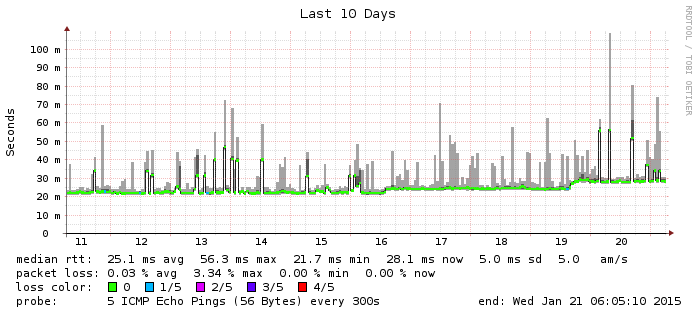 Last 10 Days
RRDTOOL / TOBI OETIKER
Seconds
100 m
90 m
80 m
70 m
60 m
50 m
40 m
30 m
20 m
10 m
0
11 12 13 14 15 16 17 18 19 20
median rtt: 25.1 ms avg 56.3 ms max 21.7 ms min 28.1 ms now 5.0 ms sd 5.0 am/s
packet loss: 0.03 % avg 3.34 % max 0.00 % min 0.00 % now
loss color: 0 1/5 2/5 3/5 4/5
probe: 5 ICMP Echo Pings (56 Bytes) every 300s end: Wed Jan 21 06:05:10 2015